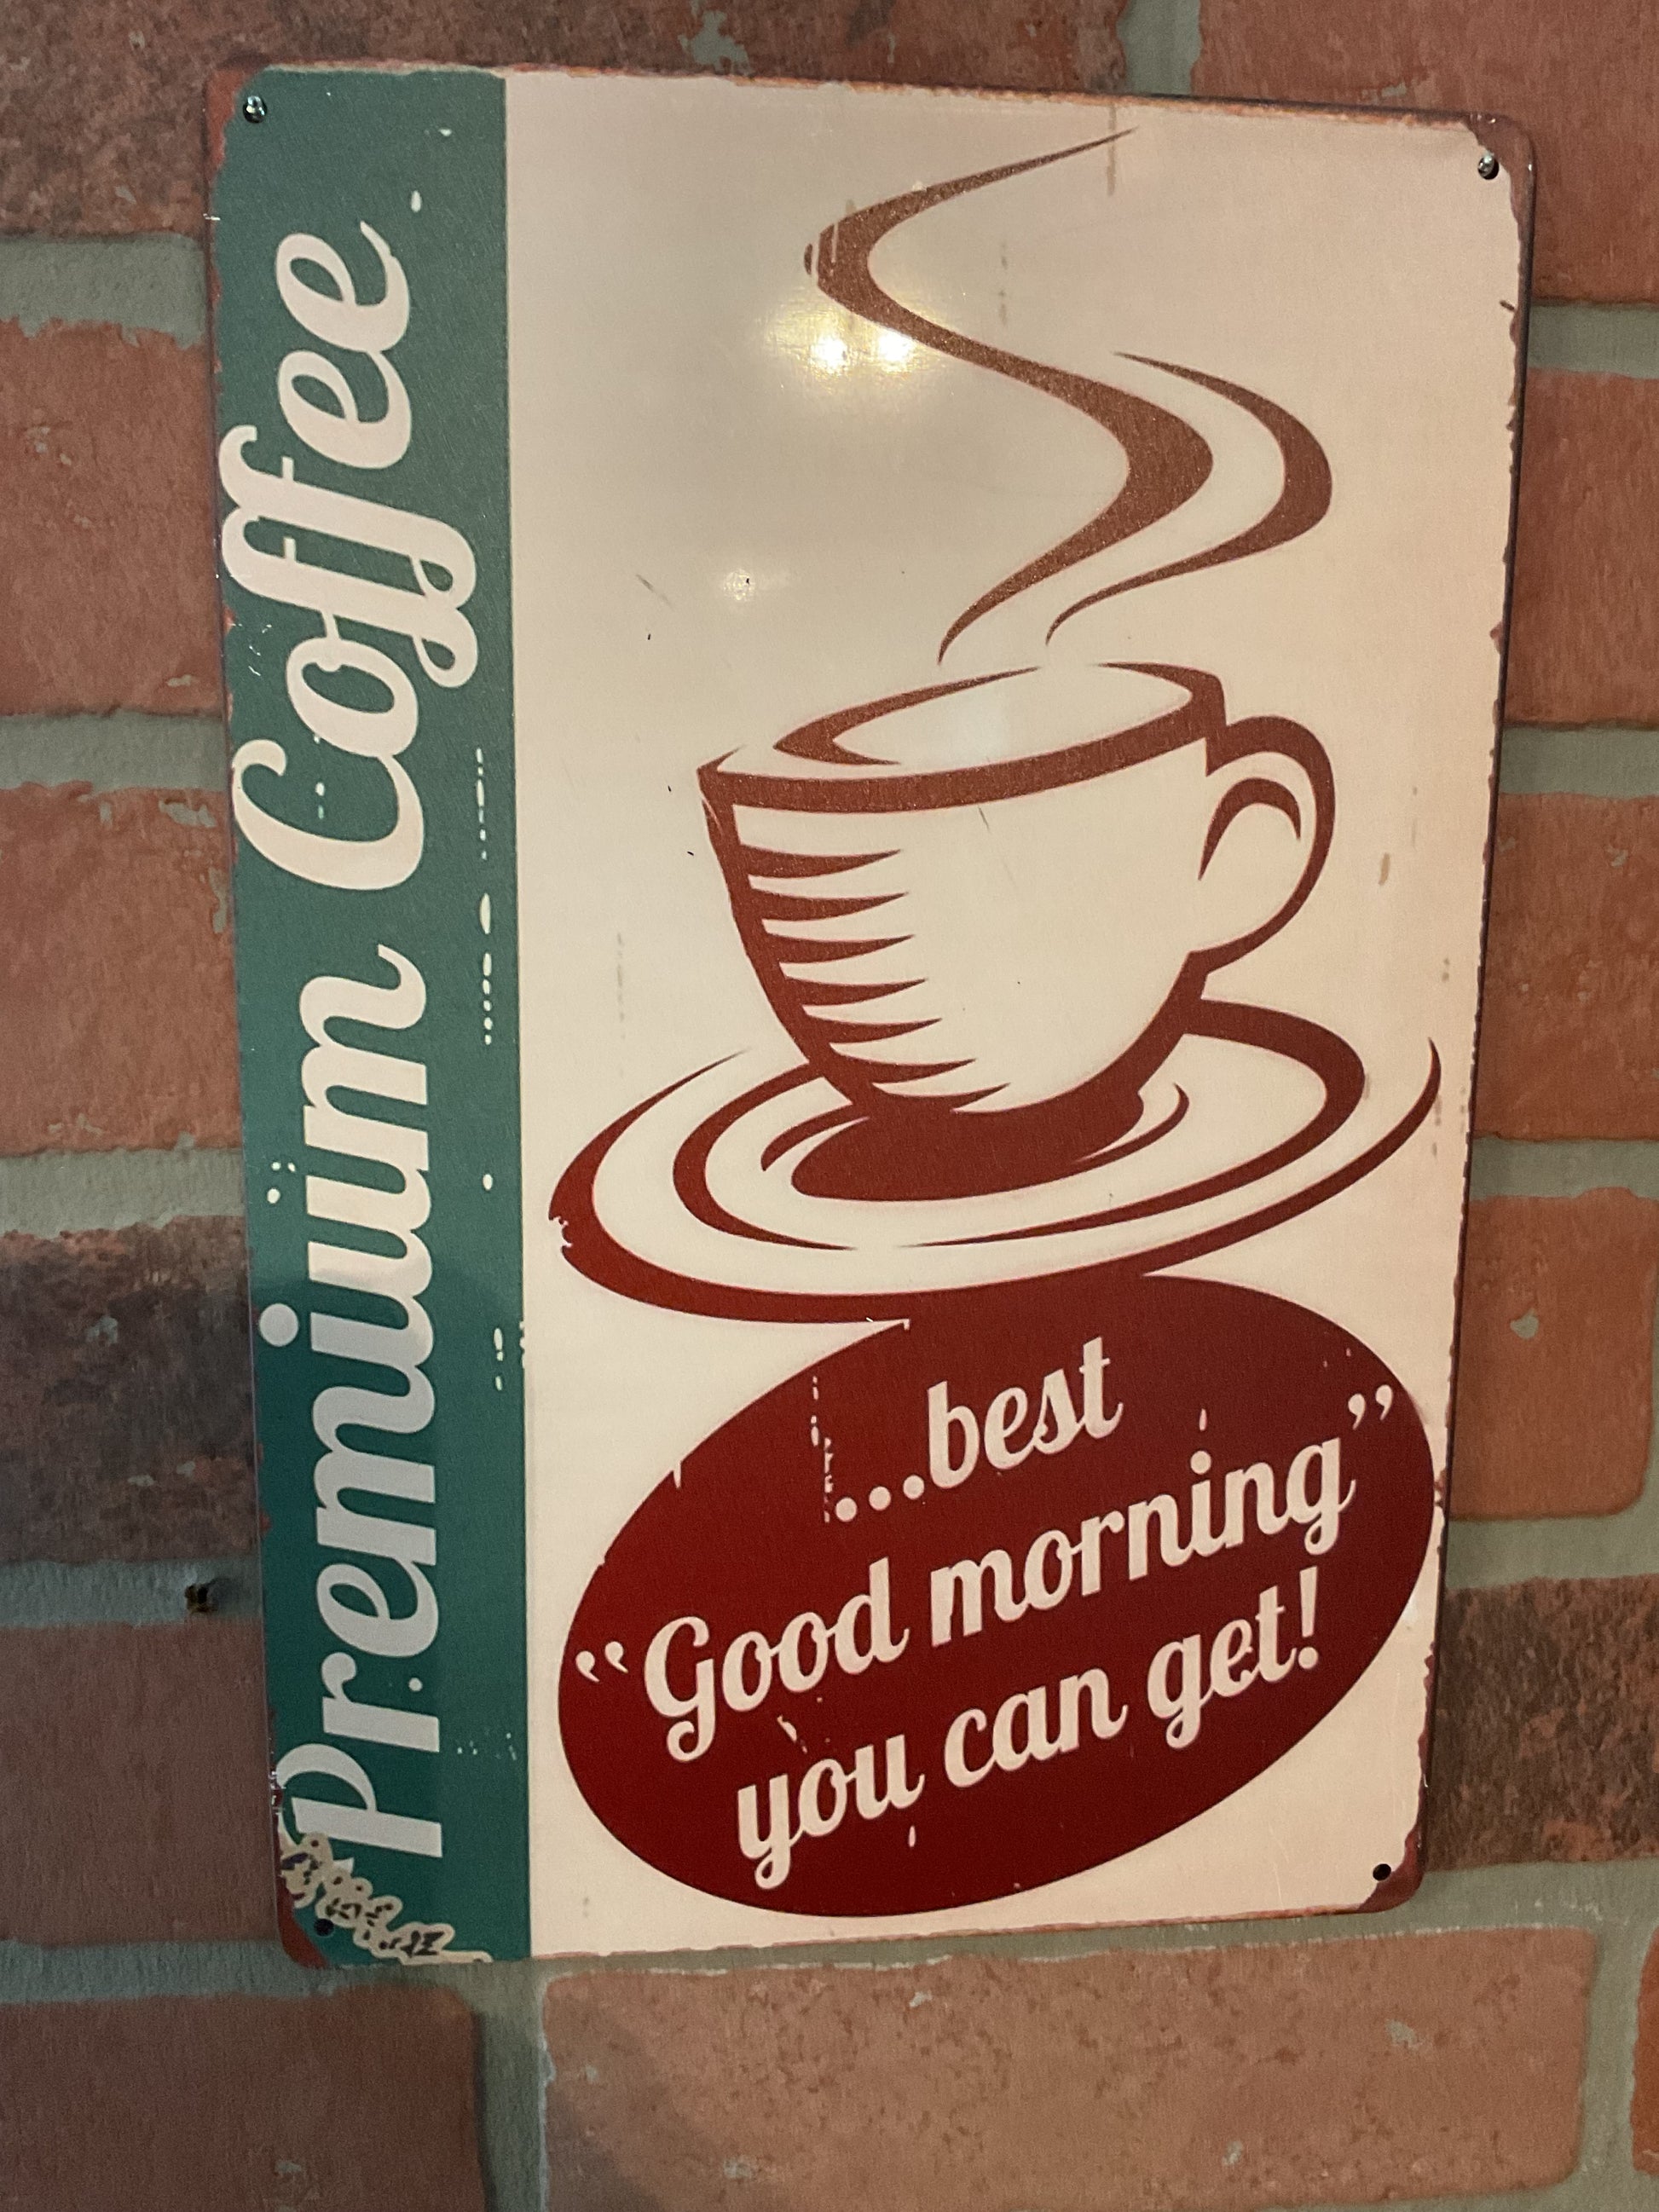 Premium Coffee
...best
“Good morning”
you can get!